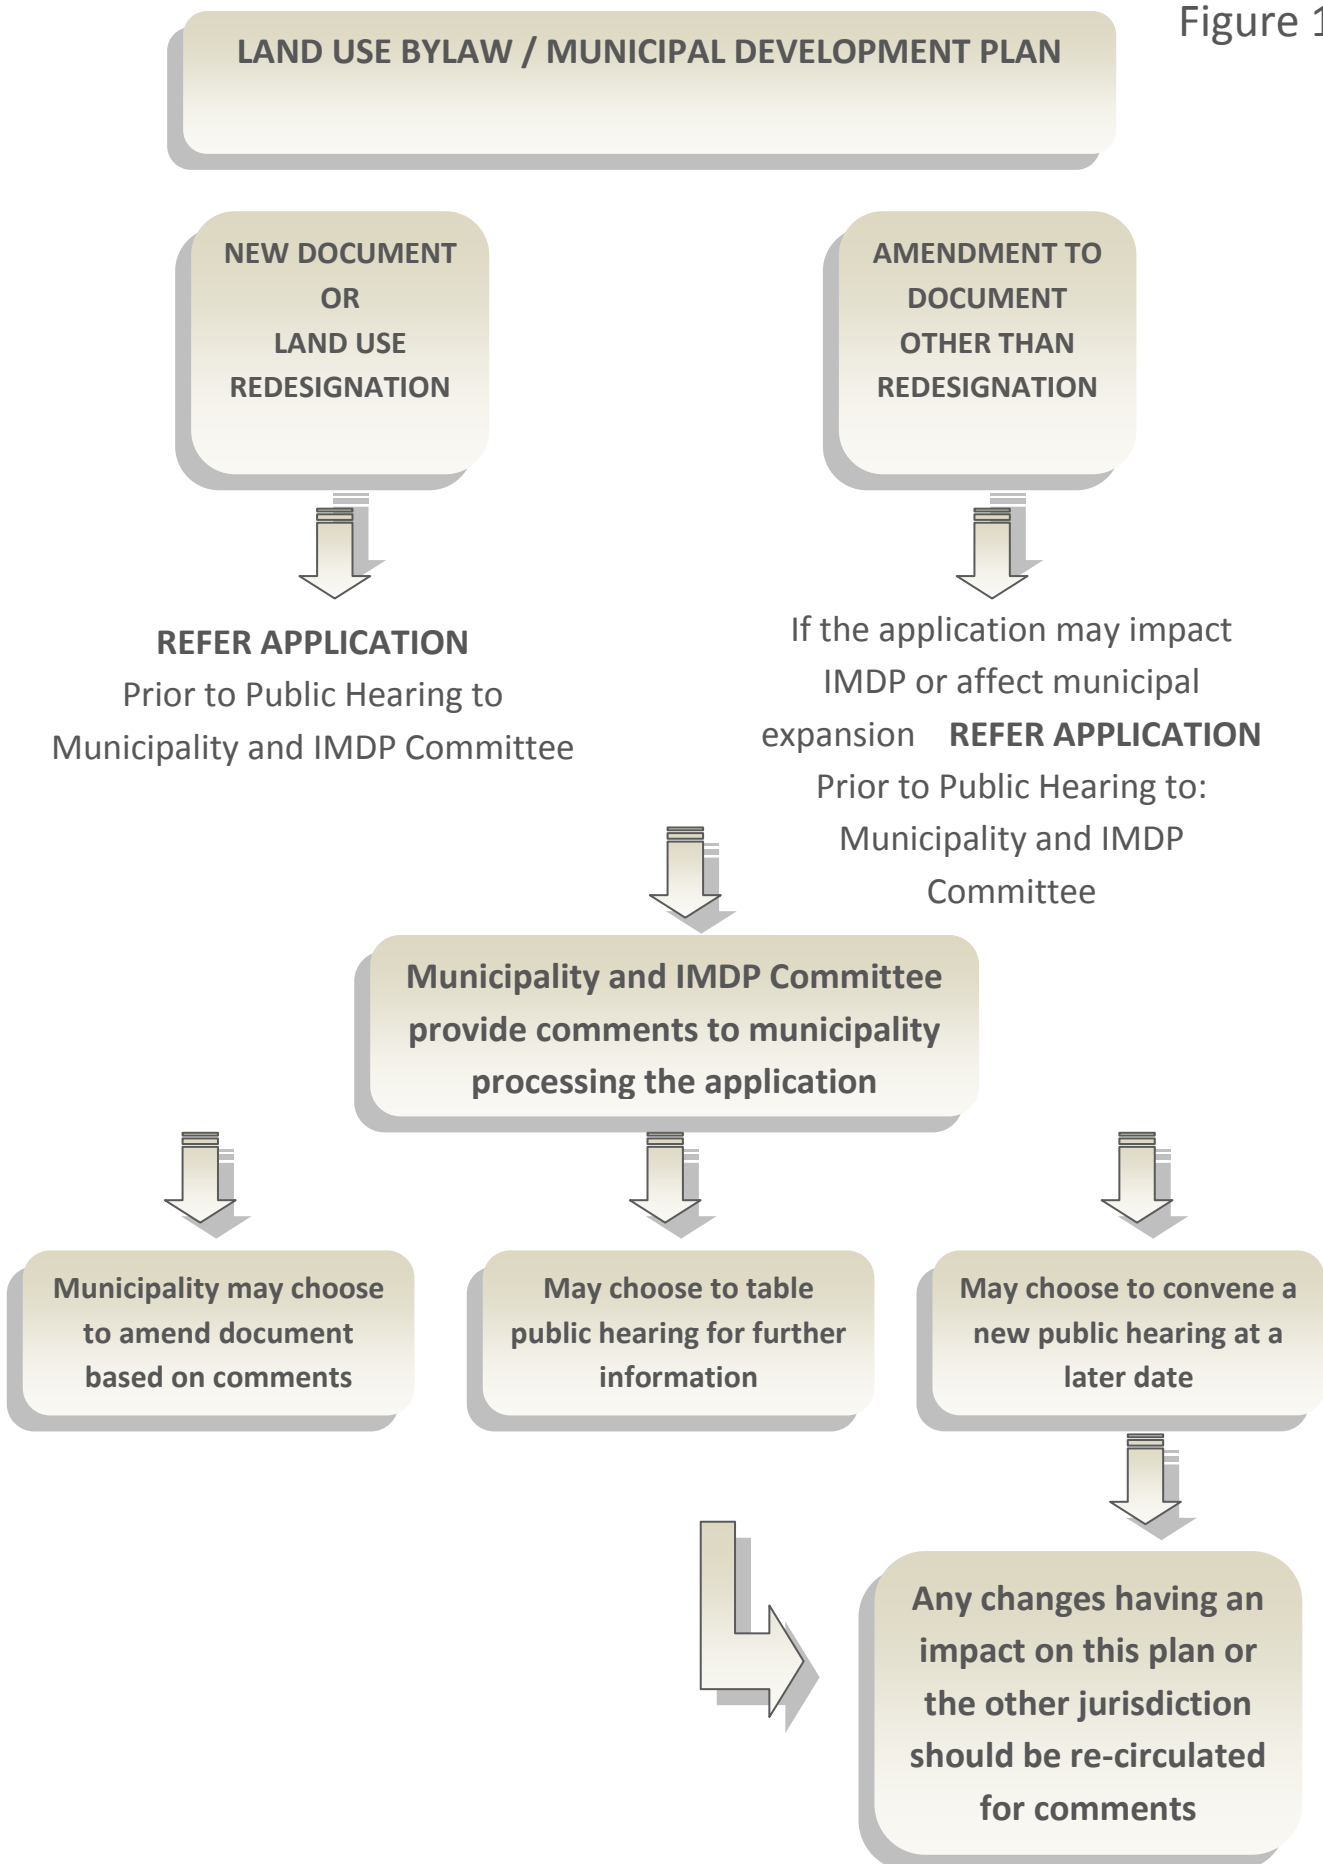 Figure 1
LAND USE BYLAW / MUNICIPAL DEVELOPMENT PLAN
NEW DOCUMENT
OR
LAND USE
REDESIGNATION
AMENDMENT TO
DOCUMENT
OTHER THAN
REDESIGNATION
REFER APPLICATION
Prior to Public Hearing to
Municipality and IMDP Committee
If the application may impact
IMDP or affect municipal
expansion REFER APPLICATION
Prior to Public Hearing to:
Municipality and IMDP
Committee
Municipality and IMDP Committee
provide comments to municipality
processing the application
Municipality may choose
to amend document
based on comments
May choose to table
public hearing for further
information
May choose to convene a
new public hearing at a
later date
Any changes having an
impact on this plan or
the other jurisdiction
should be re-circulated
for comments